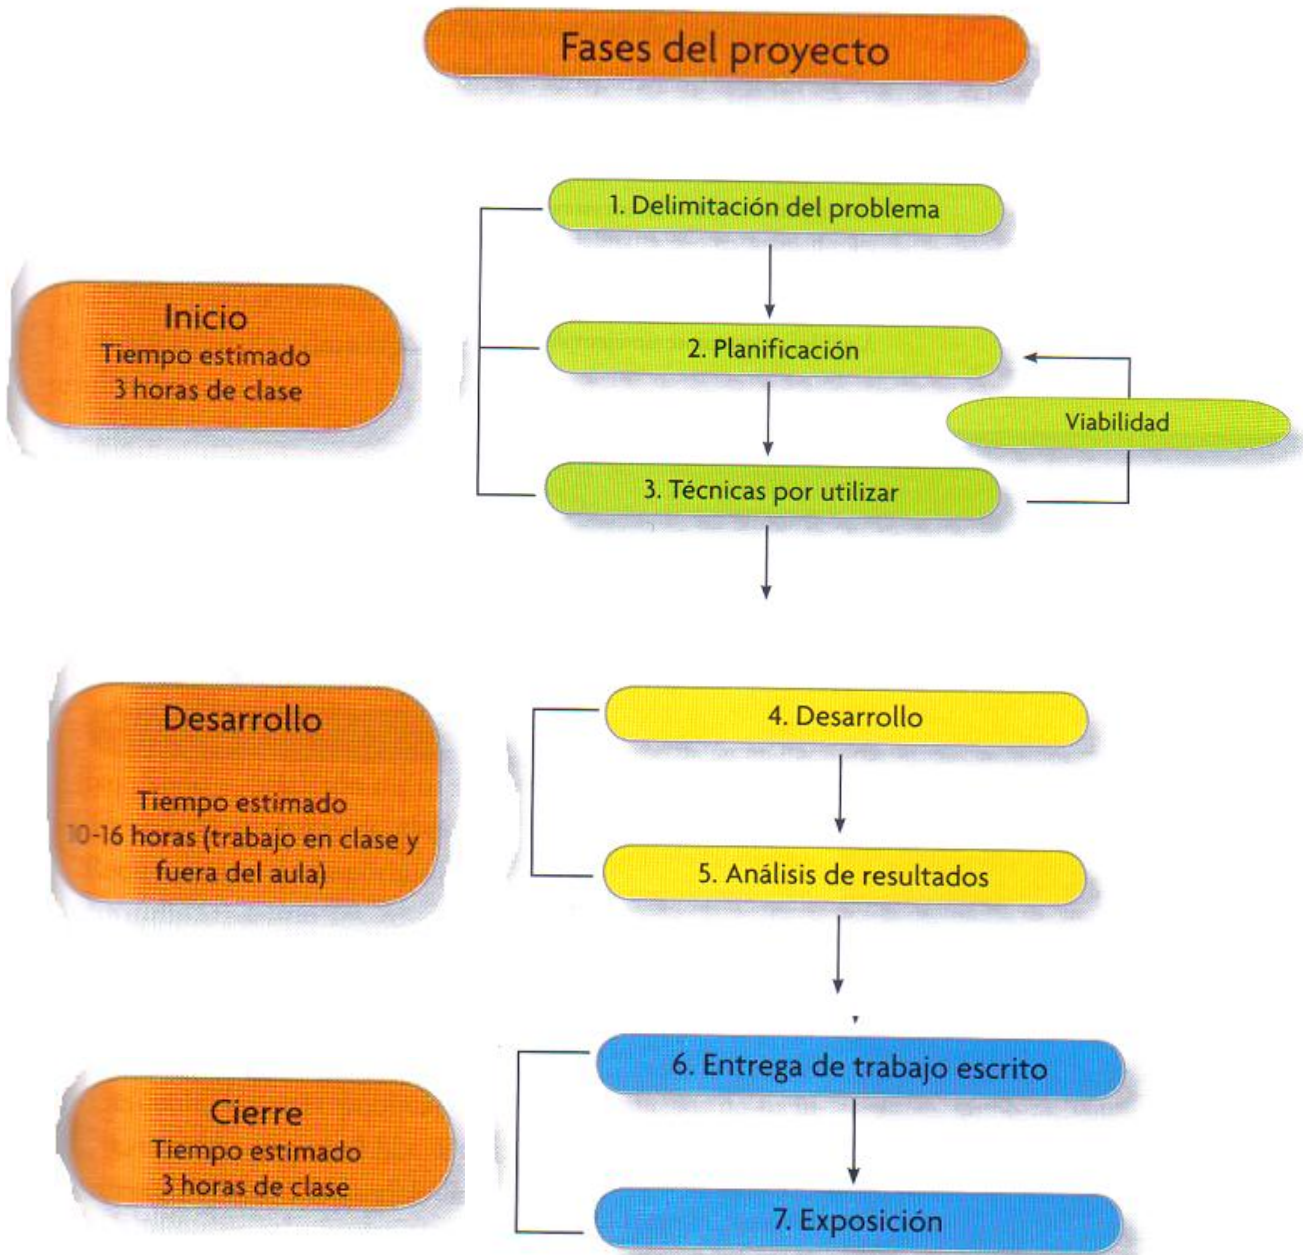 Fases del proyecto
1. Delimitación del problema
Inicio
Tiempo estimado
3 horas de clase
2. Planificación
Viabilidad
3. Técnicas por utilizar
Desarrollo
Tiempo estimado
10-16 horas (trabajo en clase y
fuera del aula)
4. Desarrollo
5. Análisis de resultados
Cierre
Tiempo estimado
3 horas de clase
6. Entrega de trabajo escrito
7. Exposición